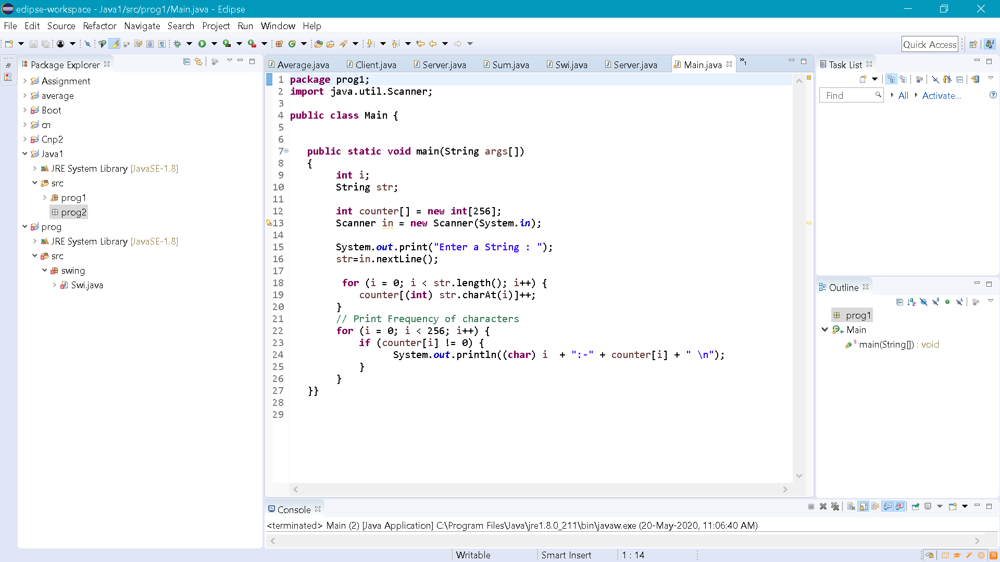 eclipse-workspace - Java1/src/prog1/Main.java - Eclipse
File Edit Source Refactor Navigate Search Project Run Window Help
Quick Access
Package Explorer
Assignment
average
Boot
cn
Cnp2
Java1
JRE System Library [JavaSE-1.8]
src
prog1
prog2
prog
JRE System Library [JavaSE-1.8]
src
swing
Swi.java
Average.java Client.java Server.java Sum.java Swi.java Server.java Main.java »1
1 package prog1;
2 import java.util.Scanner;
3
4 public class Main {
5
6
7 public static void main(String args[])
8 {
9 int i;
10 String str;
11
12 int counter[] = new int[256];
13 Scanner in = new Scanner(System.in);
14
15 System.out.print("Enter a String : ");
16 str=in.nextLine();
17
18 for (i = 0; i < str.length(); i++) {
19 counter[(int) str.charAt(i)]++;
20 }
21 // Print Frequency of characters
22 for (i = 0; i < 256; i++) {
23 if (counter[i] != 0) {
24 System.out.println((char) i  + ":-" + counter[i] + " \n");
25 }
26 }
27 }}
28
29
Task List
Find All Activate...
Outline
prog1
Main
main(String[]) : void
Console
<terminated> Main (2) [Java Application] C:\Program Files\Java\jre1.8.0_211\bin\javaw.exe (20-May-2020, 11:06:40 AM)
Writable Smart Insert 1 : 14